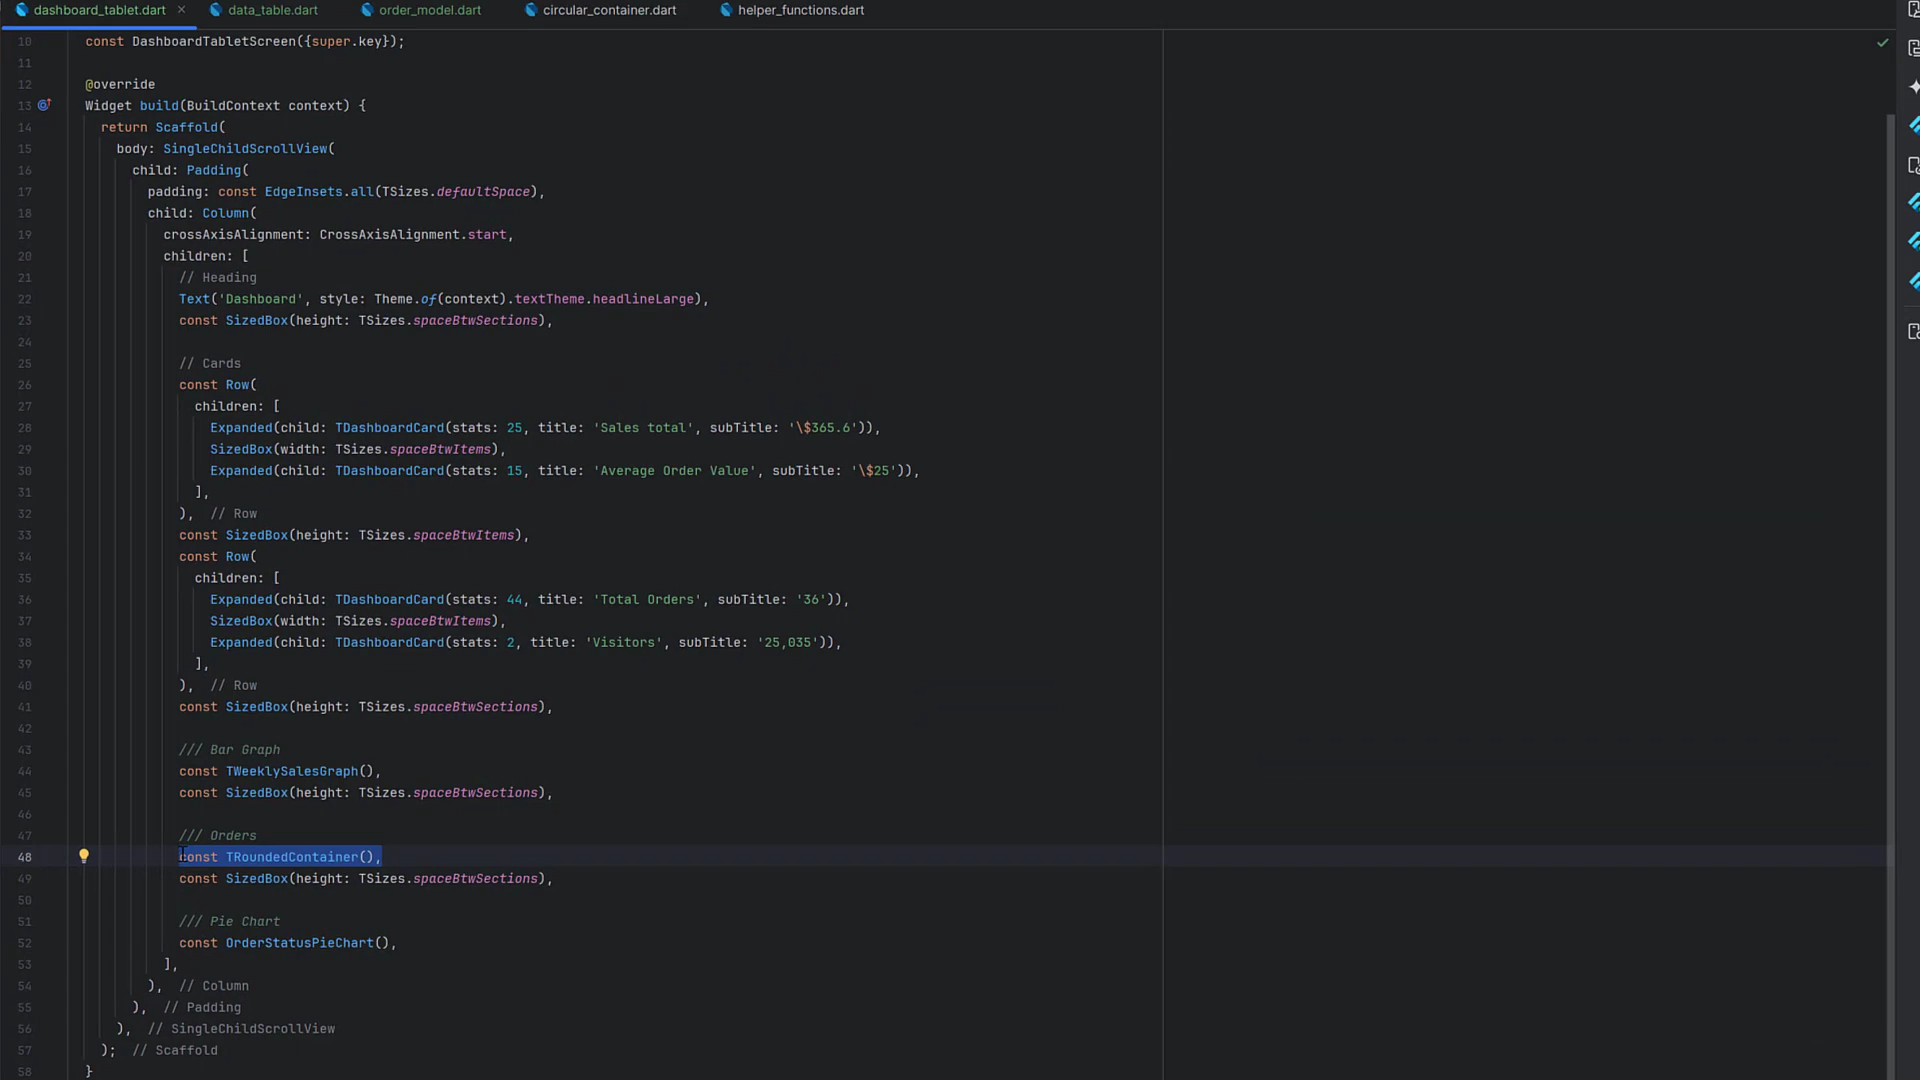 dashboard_tablet.dart × data_table.dart order_model.dart circular_container.dart helper_functions.dart
10 const DashboardTabletScreen({super.key});
11
12 @override
13 Widget build(BuildContext context) {
14 return Scaffold(
15 body: SingleChildScrollView(
16 child: Padding(
17 padding: const EdgeInsets.all(TSizes.defaultSpace),
18 child: Column(
19 crossAxisAlignment: CrossAxisAlignment.start,
20 children: [
21 // Heading
22 Text('Dashboard', style: Theme.of(context).textTheme.headlineLarge),
23 const SizedBox(height: TSizes.spaceBtwSections),
24
25 // Cards
26 const Row(
27 children: [
28 Expanded(child: TDashboardCard(stats: 25, title: 'Sales total', subTitle: '\$365.6')),
29 SizedBox(width: TSizes.spaceBtwItems),
30 Expanded(child: TDashboardCard(stats: 15, title: 'Average Order Value', subTitle: '\$25')),
31 ],
32 ), // Row
33 const SizedBox(height: TSizes.spaceBtwItems),
34 const Row(
35 children: [
36 Expanded(child: TDashboardCard(stats: 44, title: 'Total Orders', subTitle: '36')),
37 SizedBox(width: TSizes.spaceBtwItems),
38 Expanded(child: TDashboardCard(stats: 2, title: 'Visitors', subTitle: '25,035')),
39 ],
40 ), // Row
41 const SizedBox(height: TSizes.spaceBtwSections),
42
43 /// Bar Graph
44 const TWeeklySalesGraph(),
45 const SizedBox(height: TSizes.spaceBtwSections),
46
47 /// Orders
48 const TRoundedContainer(),
49 const SizedBox(height: TSizes.spaceBtwSections),
50
51 /// Pie Chart
52 const OrderStatusPieChart(),
53 ],
54 ), // Column
55 ), // Padding
56 ), // SingleChildScrollView
57 ); // Scaffold
58 }